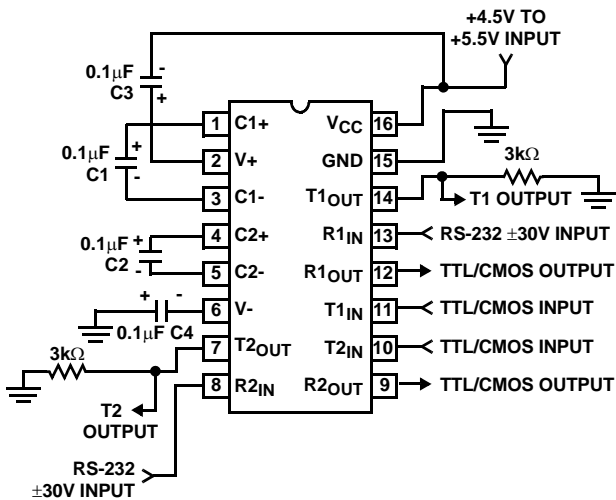 +4.5V TO
+5.5V INPUT
0.1μF
C3
-
+
0.1μF
C1
+
-
0.1μF
C2
+
-
+
-
0.1μF C4
3kΩ
T2
OUTPUT
RS-232
±30V INPUT
1 C1+
2 V+
3 C1-
4 C2+
5 C2-
6 V-
7 T2OUT
8 R2IN
VCC 16
GND 15
T1OUT 14
R1IN 13
R1OUT 12
T1IN 11
T2IN 10
R2OUT 9
3kΩ
T1 OUTPUT
RS-232 ±30V INPUT
TTL/CMOS OUTPUT
TTL/CMOS INPUT
TTL/CMOS INPUT
TTL/CMOS OUTPUT